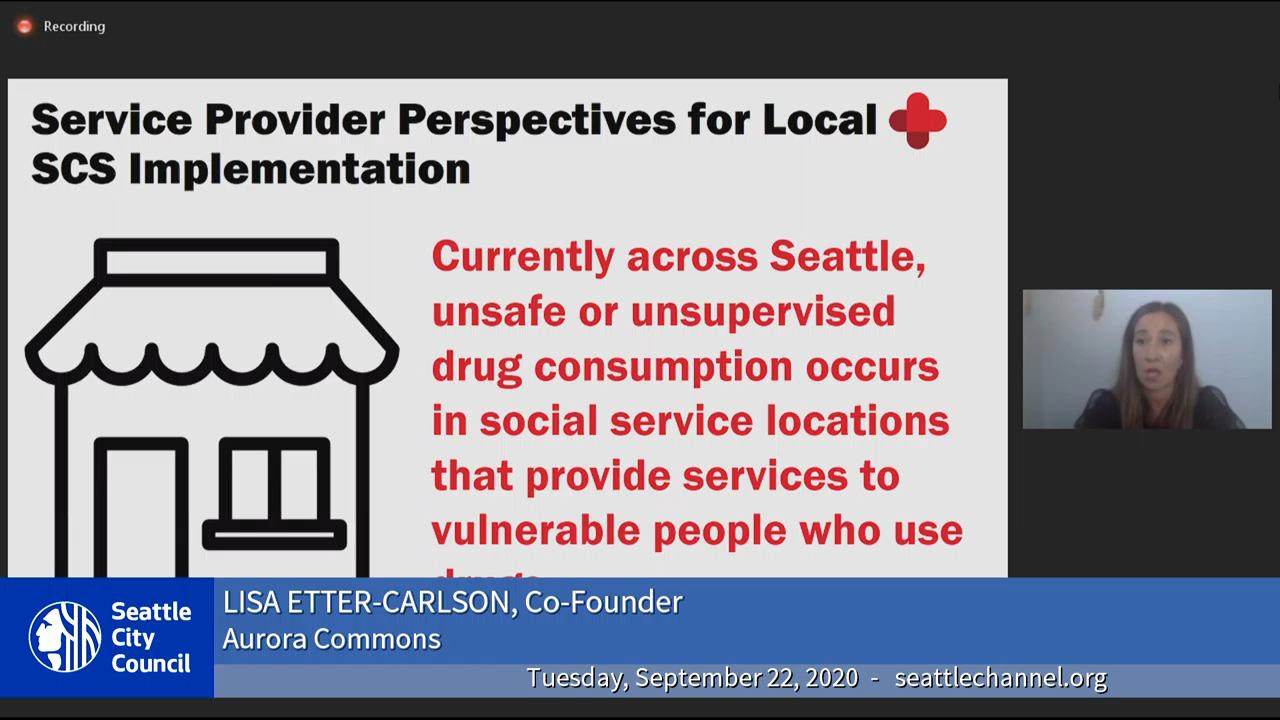 Recording
Service Provider Perspectives for Local
SCS Implementation
Currently across Seattle,
unsafe or unsupervised
drug consumption occurs
in social service locations
that provide services to
vulnerable people who use
Seattle
City
Council
LISA ETTER-CARLSON, Co-Founder
Aurora Commons
Tuesday, September 22, 2020 - seattlechannel.org